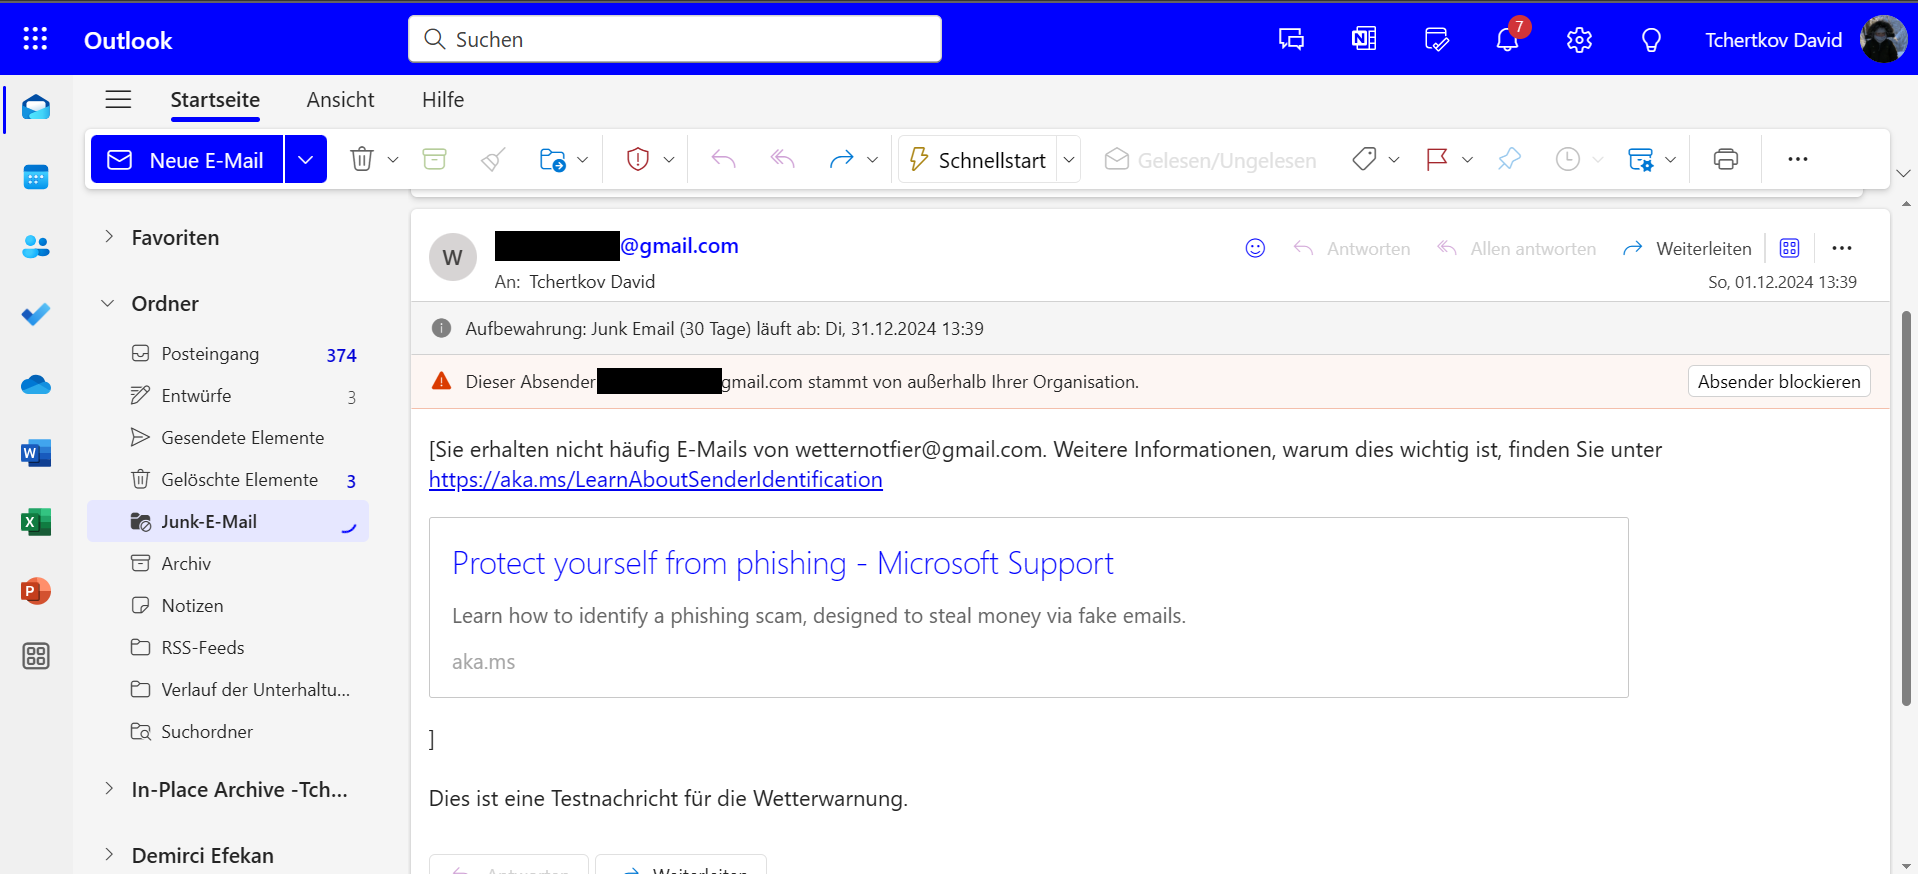 Outlook
Suchen
7
Tchertkov David
Startseite
Ansicht
Hilfe
Neue E-Mail
Schnellstart
Gelesen/Ungelesen
Favoriten
Ordner
Posteingang 374
Entwürfe 3
Gesendete Elemente
Gelöschte Elemente 3
Junk-E-Mail
Archiv
Notizen
RSS-Feeds
Verlauf der Unterhaltu...
Suchordner
In-Place Archive -Tch...
Demirci Efekan
W
@gmail.com
An: Tchertkov David
Antworten
Allen antworten
Weiterleiten
So, 01.12.2024 13:39
Aufbewahrung: Junk Email (30 Tage) läuft ab: Di, 31.12.2024 13:39
Dieser Absender gmail.com stammt von außerhalb Ihrer Organisation.
Absender blockieren
[Sie erhalten nicht häufig E-Mails von wetternotfier@gmail.com. Weitere Informationen, warum dies wichtig ist, finden Sie unter
https://aka.ms/LearnAboutSenderIdentification
Protect yourself from phishing - Microsoft Support
Learn how to identify a phishing scam, designed to steal money via fake emails.
aka.ms
]
Dies ist eine Testnachricht für die Wetterwarnung.
Antworten
Weiterleiten